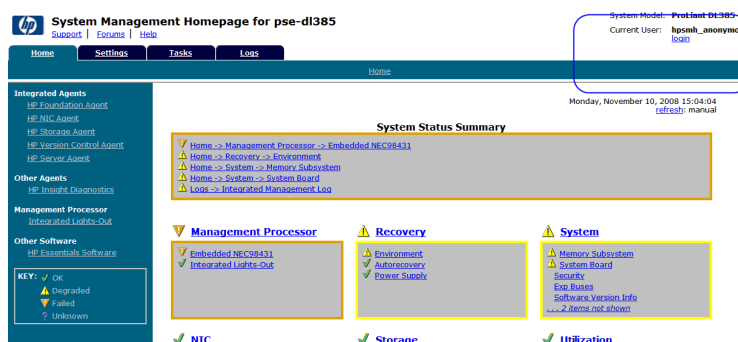 hp
System Management Homepage for pse-dl385
Support | Forums | Help
System Model: ProLiant DL385
Current User: hpsmh_anonymo
login
Home Settings Tasks Logs
Home
Integrated Agents
HP Foundation Agent
HP NIC Agent
HP Storage Agent
HP Version Control Agent
HP Server Agent
Other Agents
HP Insight Diagnostics
Management Processor
Integrated Lights-Out
Other Software
HP Essentials Software
KEY: OK
Degraded
Failed
? Unknown
Monday, November 10, 2008 15:04:04
refresh: manual
System Status Summary
Home -> Management Processor -> Embedded NEC98431
Home -> Recovery -> Environment
Home -> System -> Memory Subsystem
Home -> System -> System Board
Logs -> Integrated Management Log
Management Processor
Embedded NEC98431
Integrated Lights-Out
Recovery
Environment
Autorecovery
Power Supply
System
Memory Subsystem
System Board
Security
Exp Buses
Software Version Info
. . . 2 items not shown
NIC
Storage
Utilization